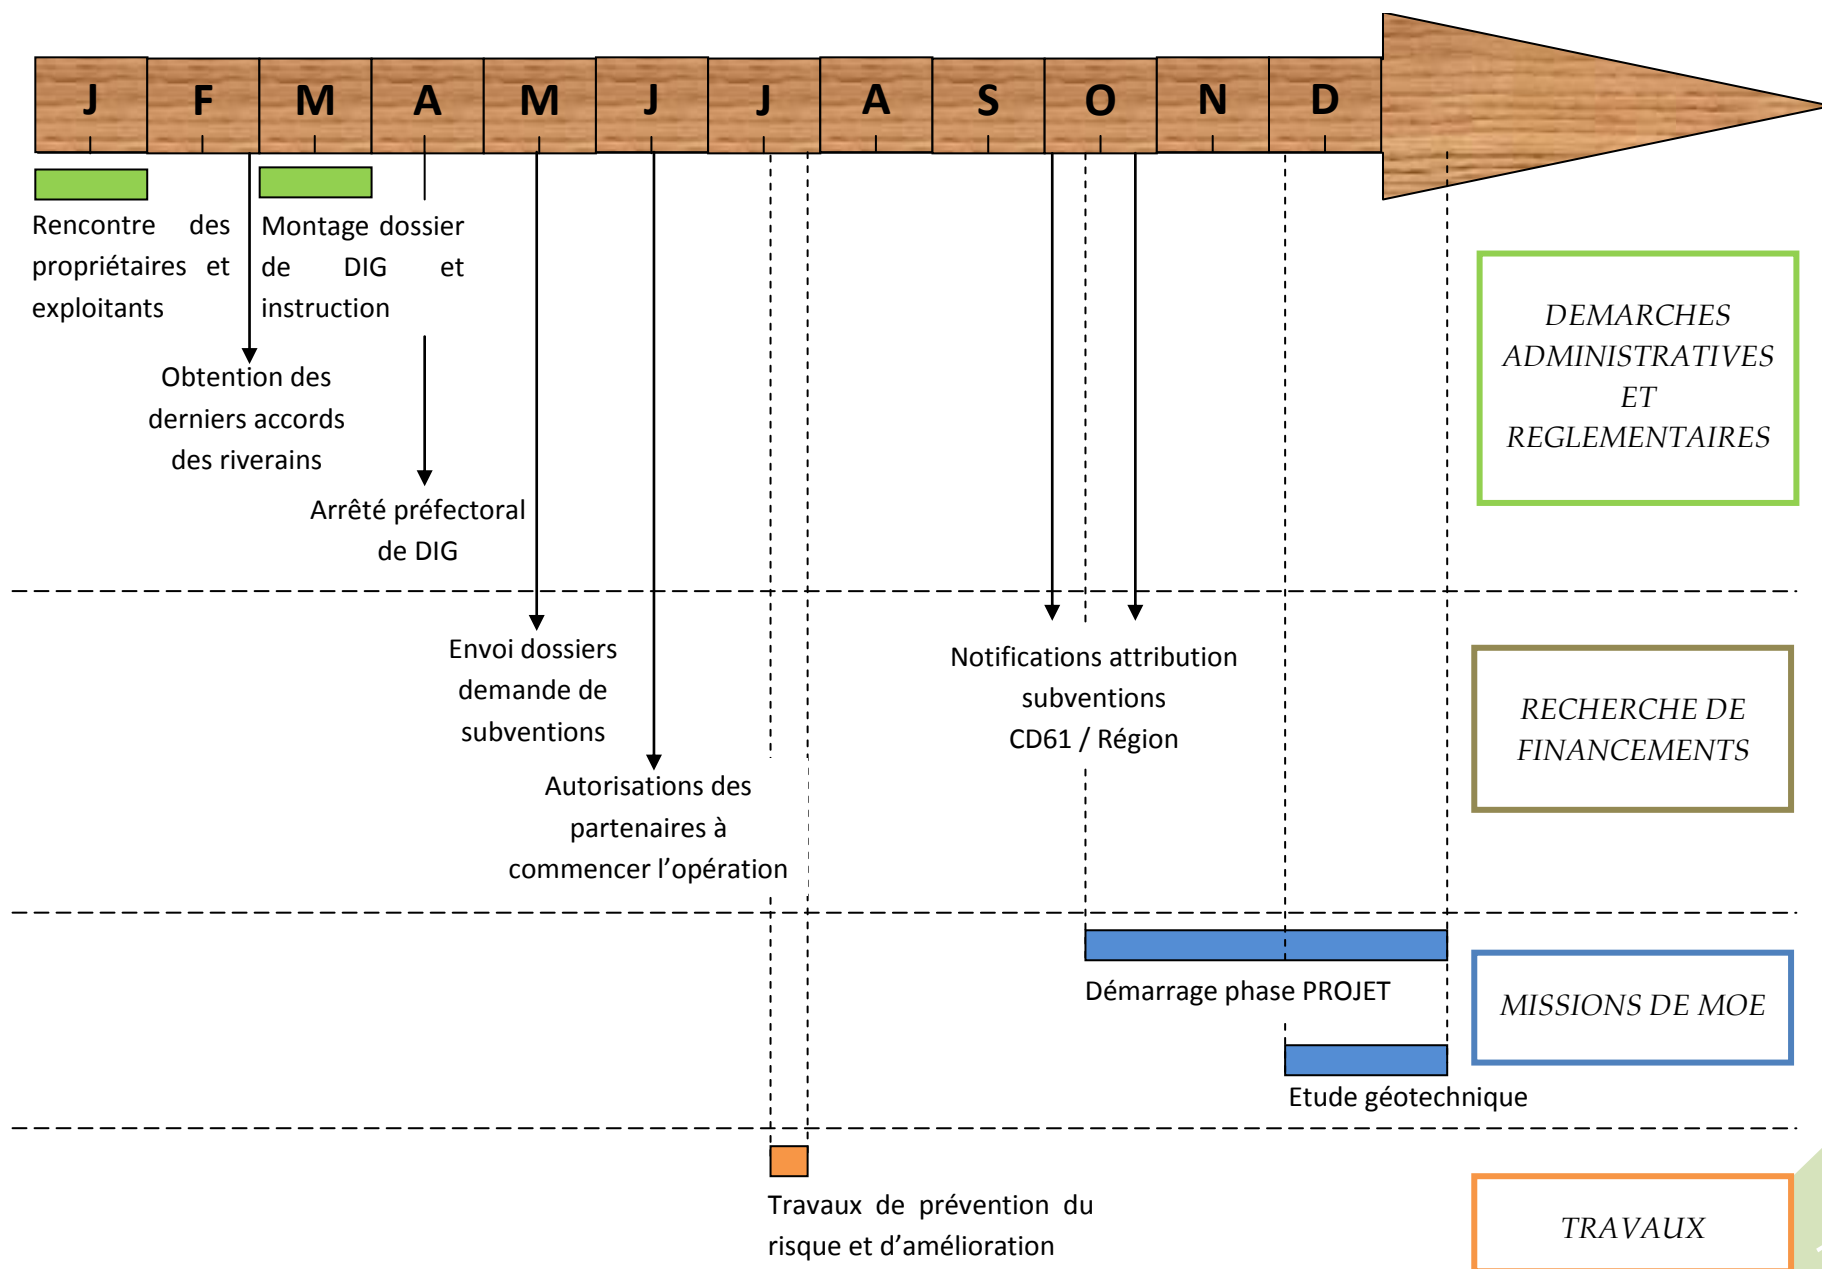 J F M A M J J A S O N D
Rencontre des
propriétaires et
exploitants
Montage dossier
de DIG et
instruction
Obtention des
derniers accords
des riverains
Arrêté préfectoral
de DIG
DEMARCHES
ADMINISTRATIVES
ET
REGLEMENTAIRES
Envoi dossiers
demande de
subventions
Autorisations des
partenaires à
commencer l’opération
Notifications attribution
subventions
CD61 / Région
RECHERCHE DE
FINANCEMENTS
Démarrage phase PROJET
Etude géotechnique
MISSIONS DE MOE
Travaux de prévention du
risque et d’amélioration
TRAVAUX